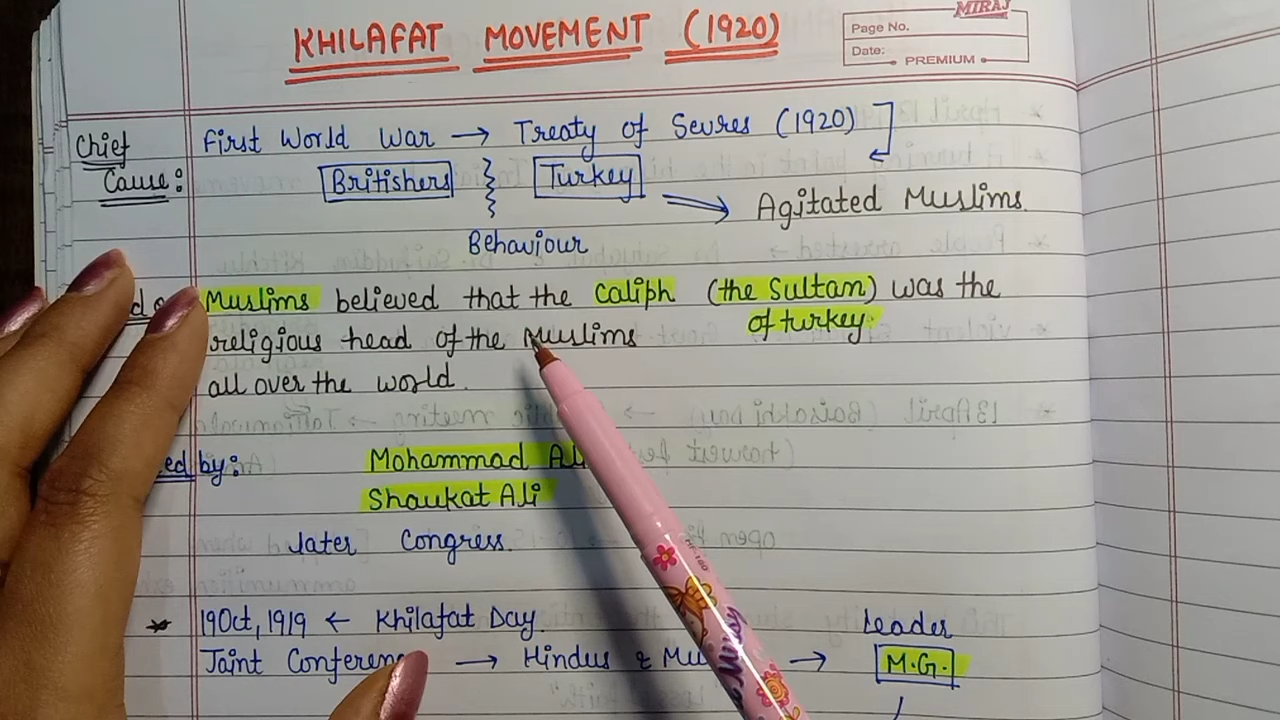 KHILAFAT MOVEMENT (1920)
MIRAJ
Page No.
Date:
PREMIUM
Chief Cause:
First World War → Treaty of Sevres (1920)
Britishers Turkey
Agitated Muslims
Behaviour
Muslims believed that the Caliph (the Sultan) was the
of turkey
religious head of the Muslims
all over the world.
by: Mohammad Ali
Shaukat Ali
later Congress.
* 19 Oct, 1919 ← Khilafat Day.
Leader
Joint → Hindus & → M.G.